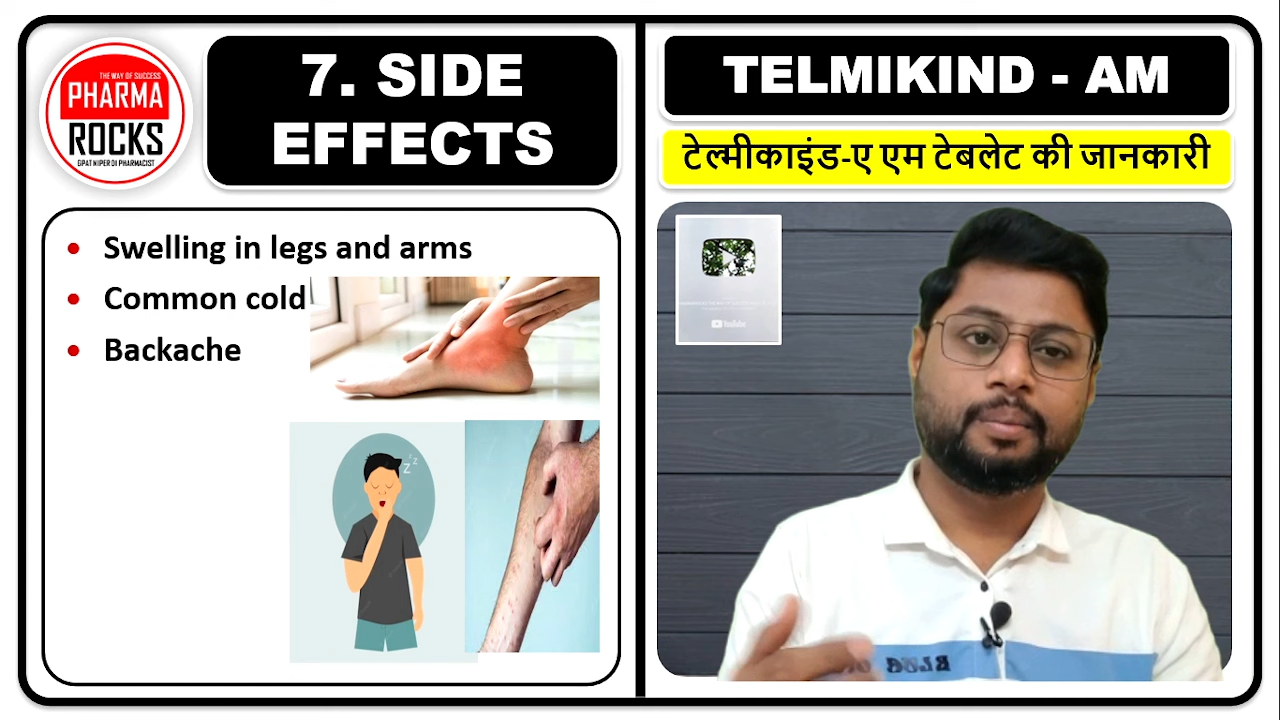 THE WAY OF SUCCESS
PHARMA
ROCKS
GPAT NIPER DI PHARMACIST
7. SIDE
EFFECTS
TELMIKIND - AM
टेल्मीकाइंड-ए एम टेबलेट की जानकारी
Swelling in legs and arms
Common cold
Backache
z z z
YouTube